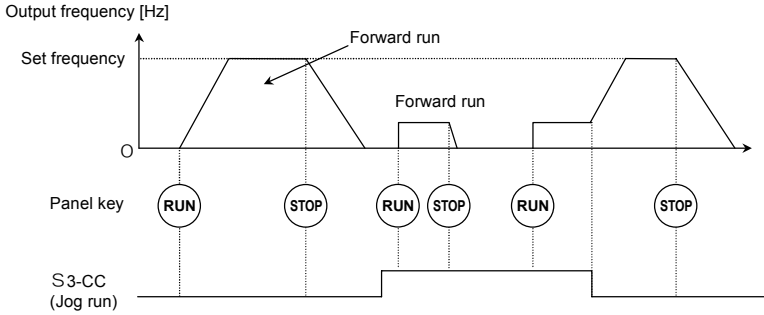 Output frequency [Hz]
Forward run
Set frequency
Forward run
0
Panel key
RUN
STOP
RUN
STOP
RUN
STOP
S3-CC
(Jog run)